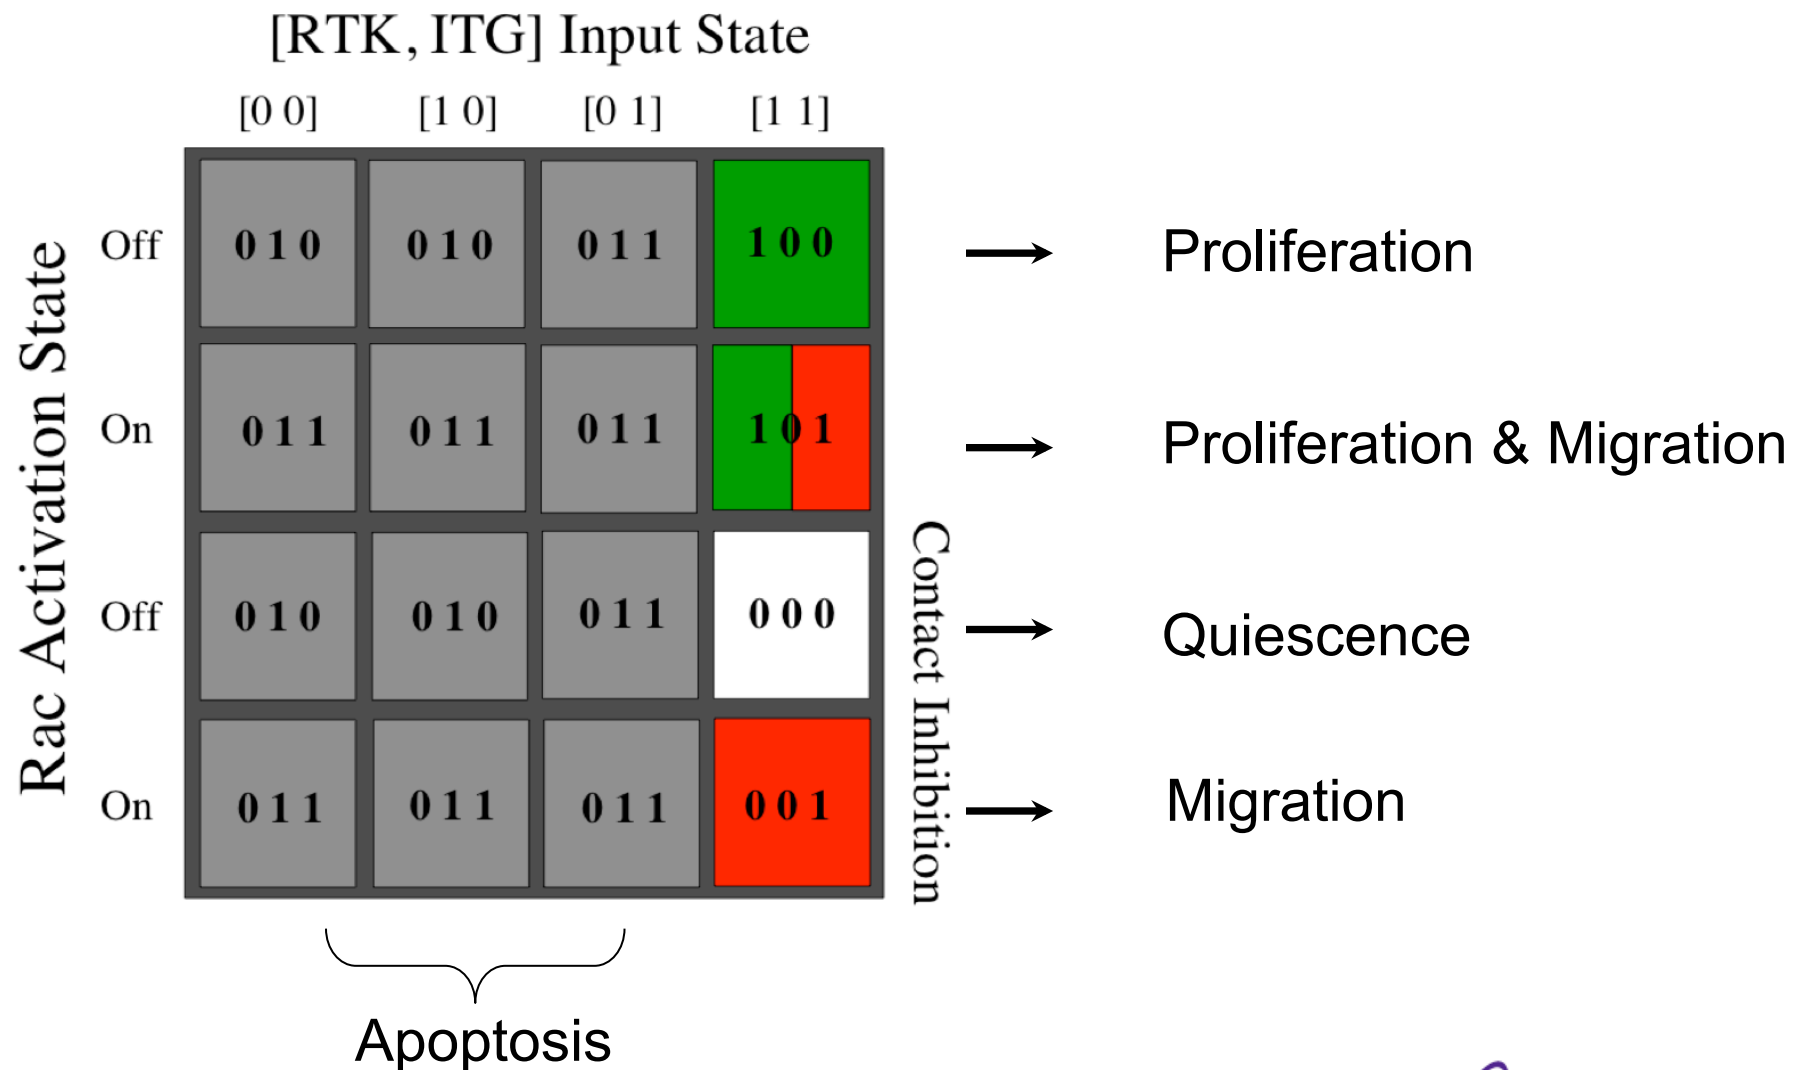 [RTK, ITG] Input State
[0 0] [1 0] [0 1] [1 1]
Rac Activation State
Off 0 1 0 0 1 0 0 1 1 1 0 0 Proliferation
On 0 1 1 0 1 1 0 1 1 1 0 1 Proliferation & Migration
Off 0 1 0 0 1 0 0 1 1 0 0 0 Quiescence
On 0 1 1 0 1 1 0 1 1 0 0 1 Migration
Contact Inhibition
Apoptosis